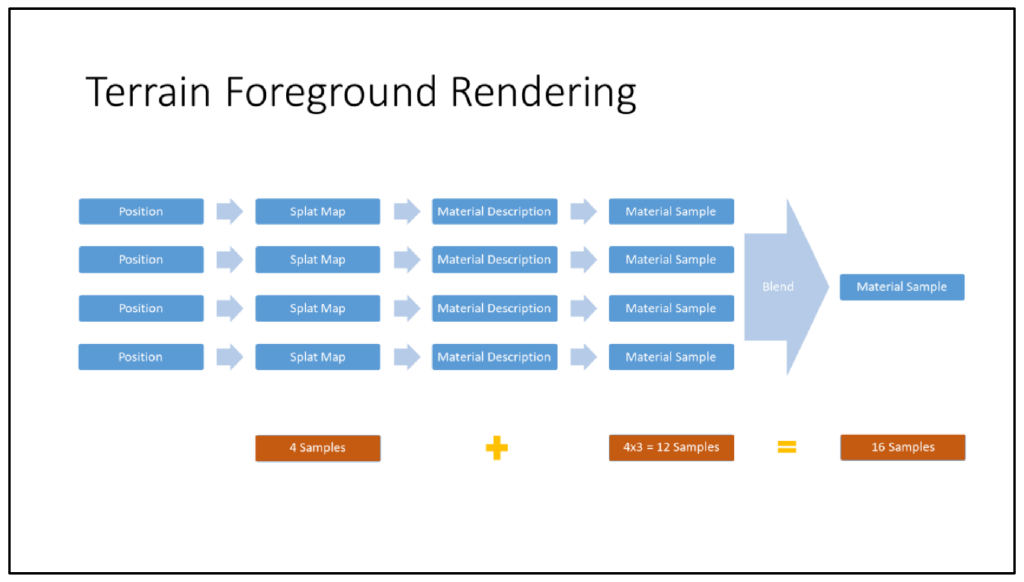 Terrain Foreground Rendering
Position
Splat Map
Material Description
Material Sample
Position
Splat Map
Material Description
Material Sample
Blend
Material Sample
Position
Splat Map
Material Description
Material Sample
Position
Splat Map
Material Description
Material Sample
4 Samples
+
4x3 = 12 Samples
=
16 Samples